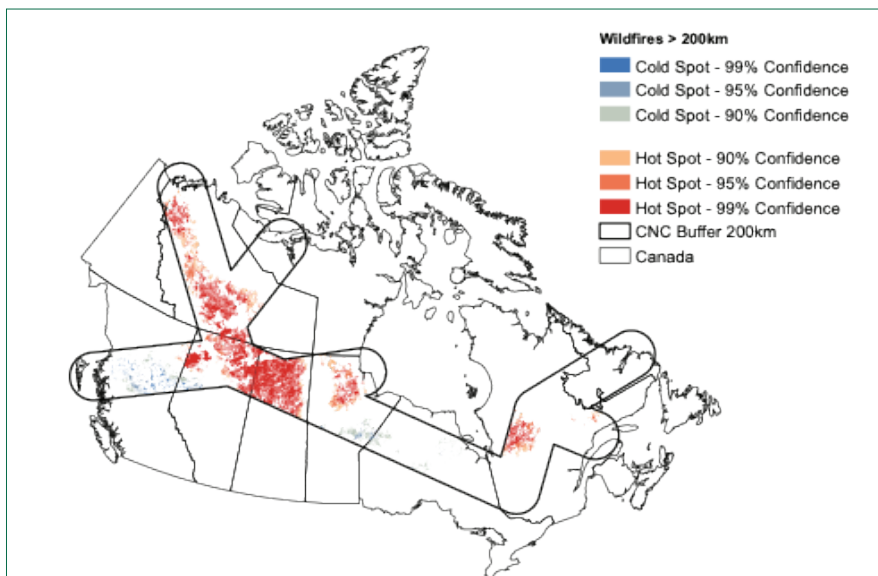 Wildfires > 200km
Cold Spot - 99% Confidence
Cold Spot - 95% Confidence
Cold Spot - 90% Confidence
Hot Spot - 90% Confidence
Hot Spot - 95% Confidence
Hot Spot - 99% Confidence
CNC Buffer 200km
Canada